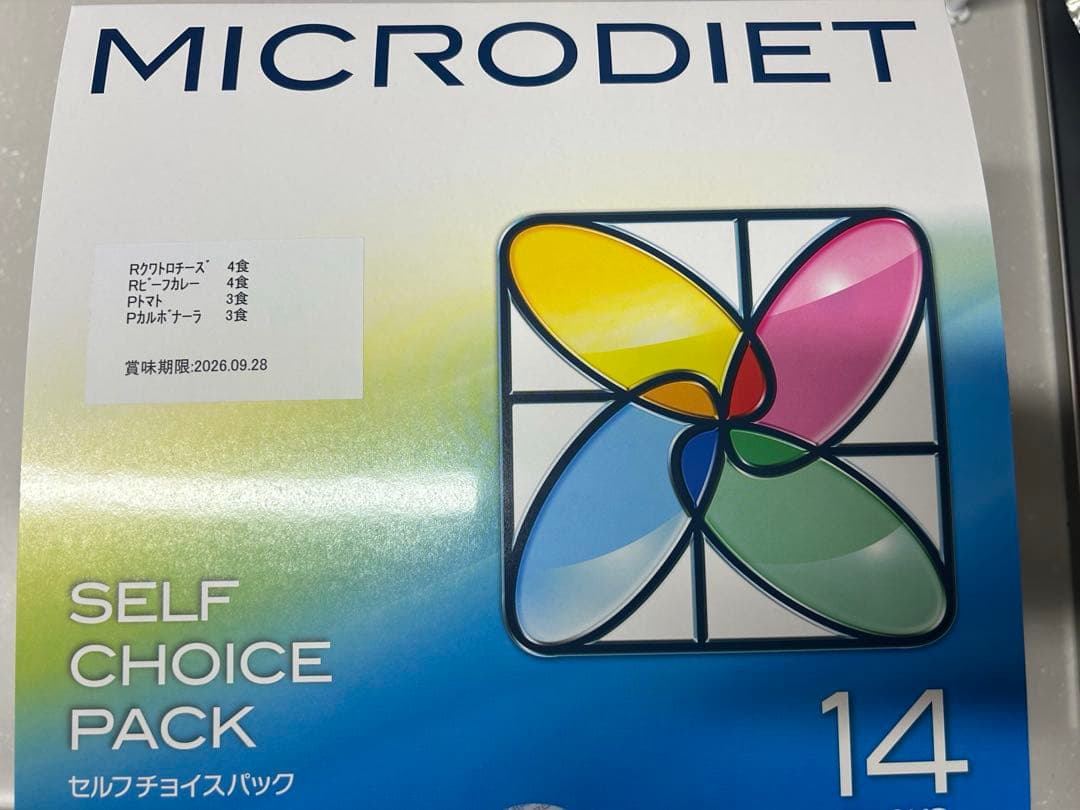 MICRODIET
Rクワトロチーズ 4食
Rビーフカレー 4食
Pトマト 3食
Pカルボナーラ 3食
賞味期限:2026.09.28
SELF
CHOICE
PACK
セルフチョイスパック
14